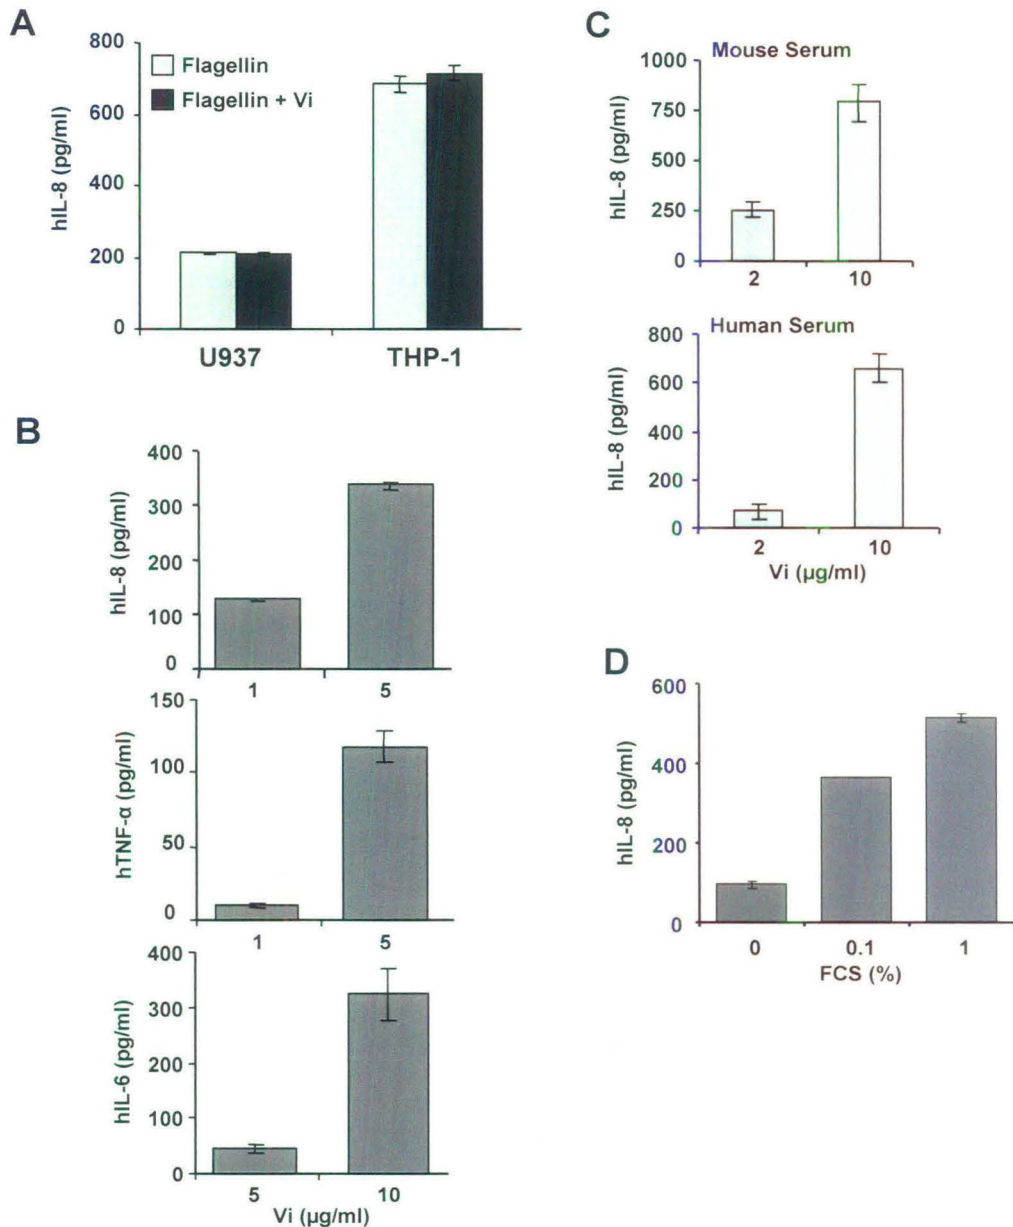 A
800
600
400
200
0
hIL-8 (pg/ml)
Flagellin
Flagellin + Vi
U937
THP-1
B
400
300
200
100
0
hIL-8 (pg/ml)
1
5
150
100
50
0
hTNF-α (pg/ml)
1
5
400
300
200
100
0
hIL-6 (pg/ml)
5
10
Vi (µg/ml)
C
Mouse Serum
1000
750
500
250
0
hIL-8 (pg/ml)
2
10
Human Serum
800
600
400
200
0
hIL-8 (pg/ml)
2
10
Vi (µg/ml)
D
600
400
200
0
hIL-8 (pg/ml)
0
0.1
1
FCS (%)